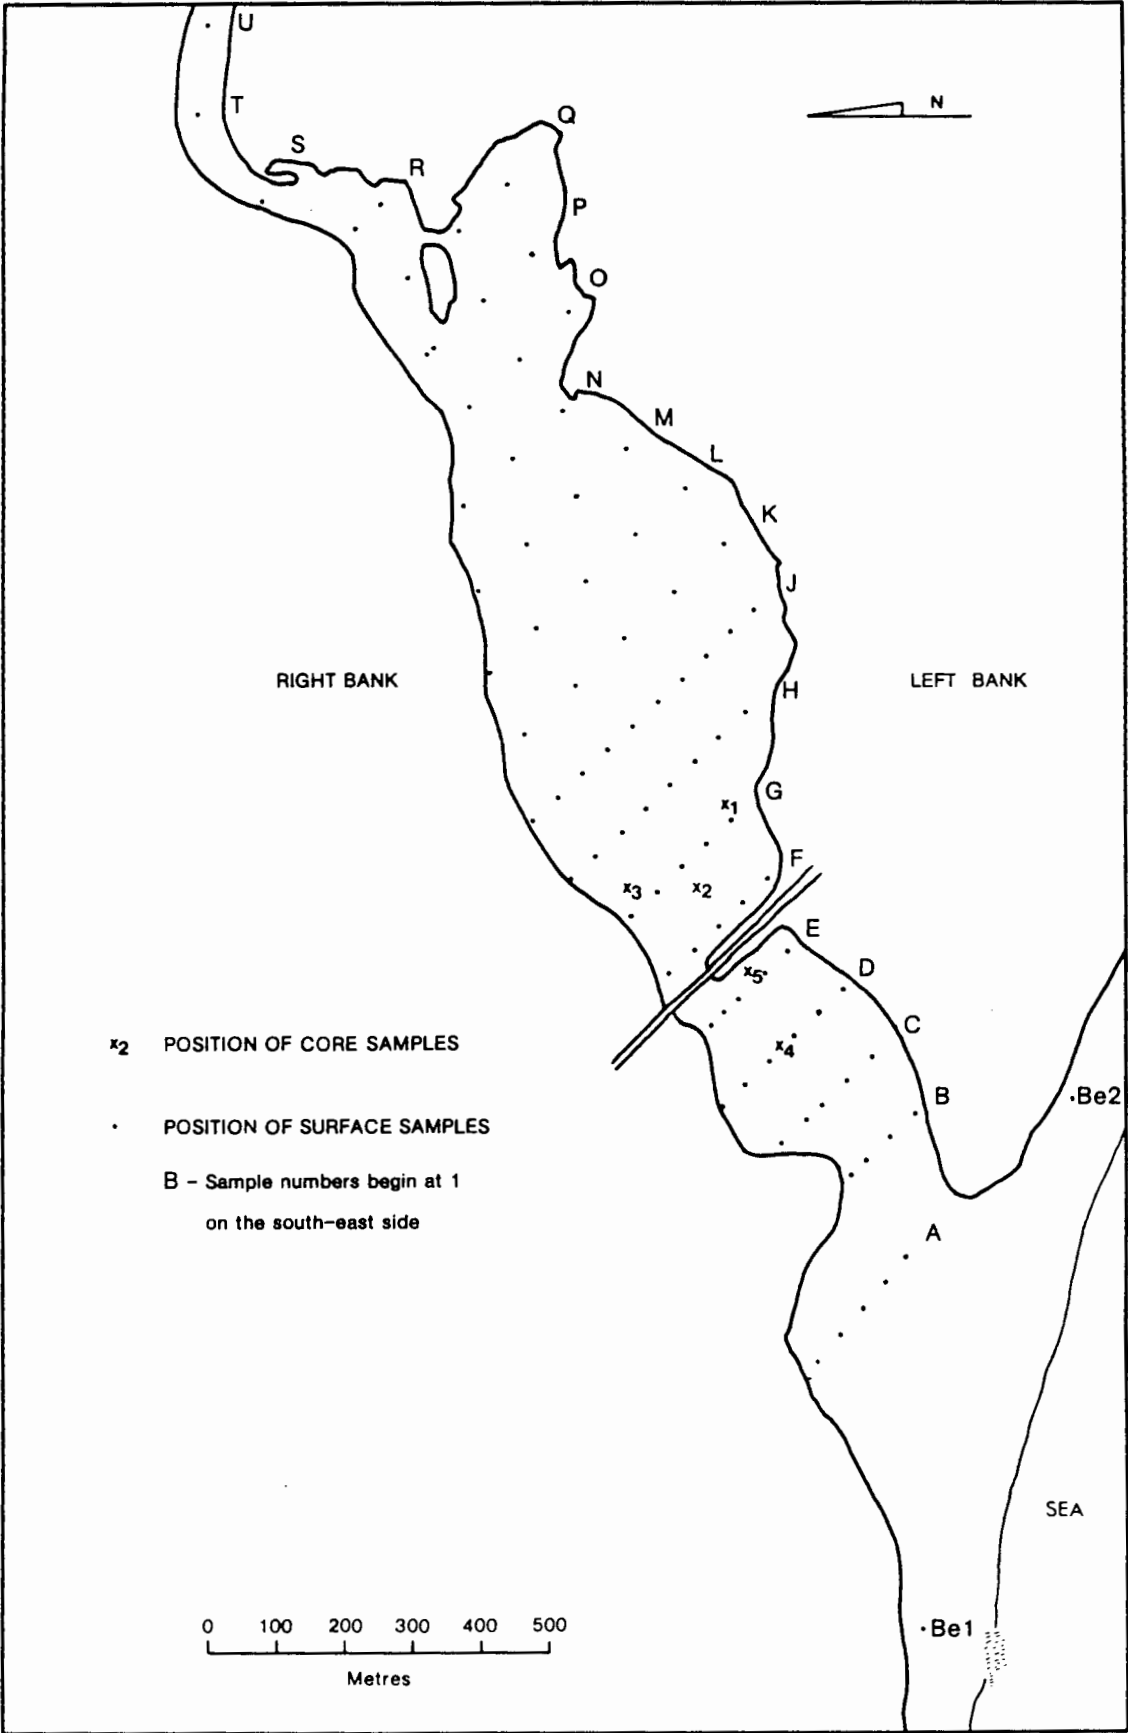 U
T
N
Q
S
R
P
O
N
M
L
K
J
RIGHT BANK
LEFT BANK
H
G
x1
F
x3
x2
E
x5
D
C
x2 POSITION OF CORE SAMPLES
x4
B
Be2
POSITION OF SURFACE SAMPLES
B – Sample numbers begin at 1
on the south-east side
A
SEA
0 100 200 300 400 500
Be1
Metres